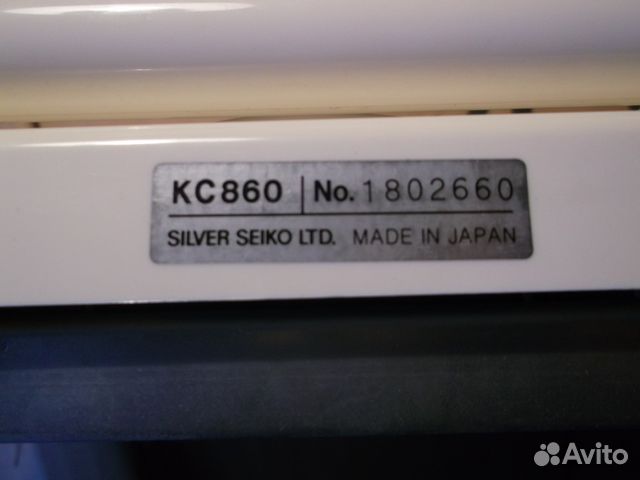 KC860 No. 1802660
SILVER SEIKO LTD. MADE IN JAPAN
Avito